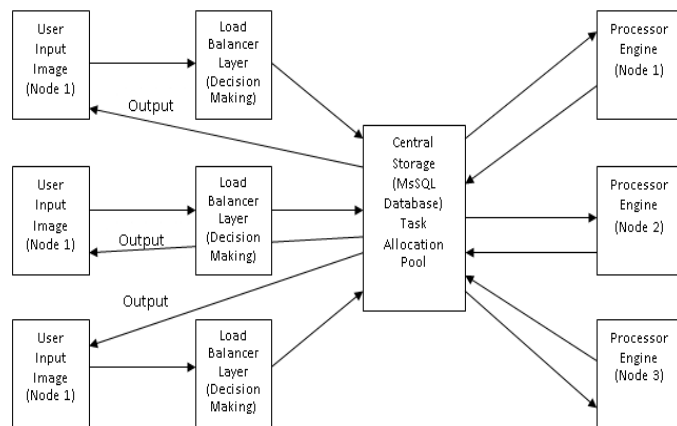 User
Input
Image
(Node 1)
Load
Balancer
Layer
(Decision
Making)
Output
Processor
Engine
(Node 1)
Central
Storage
(MsSQL
Database)
Task
Allocation
Pool
User
Input
Image
(Node 1)
Load
Balancer
Layer
(Decision
Making)
Output
Processor
Engine
(Node 2)
Output
User
Input
Image
(Node 1)
Load
Balancer
Layer
(Decision
Making)
Processor
Engine
(Node 3)